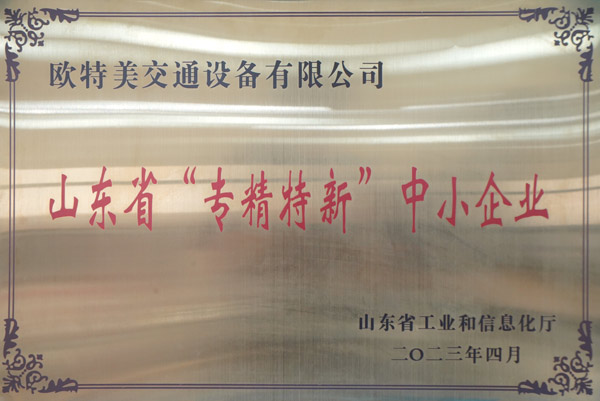 欧特美交通设备有限公司
山东省“专精特新”中小企业
山东省工业和信息化厅
二〇二三年四月